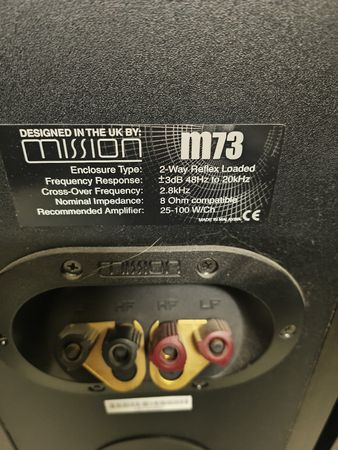 DESIGNED IN THE UK BY:
mission
m73
Enclosure Type: 2-Way Reflex Loaded
Frequency Response: ±3dB 48Hz to 20kHz
Cross-Over Frequency: 2.8kHz
Nominal Impedance: 8 Ohm compatible
Recommended Amplifier: 25-100 W/Ch
CE
mission
HF HF LF